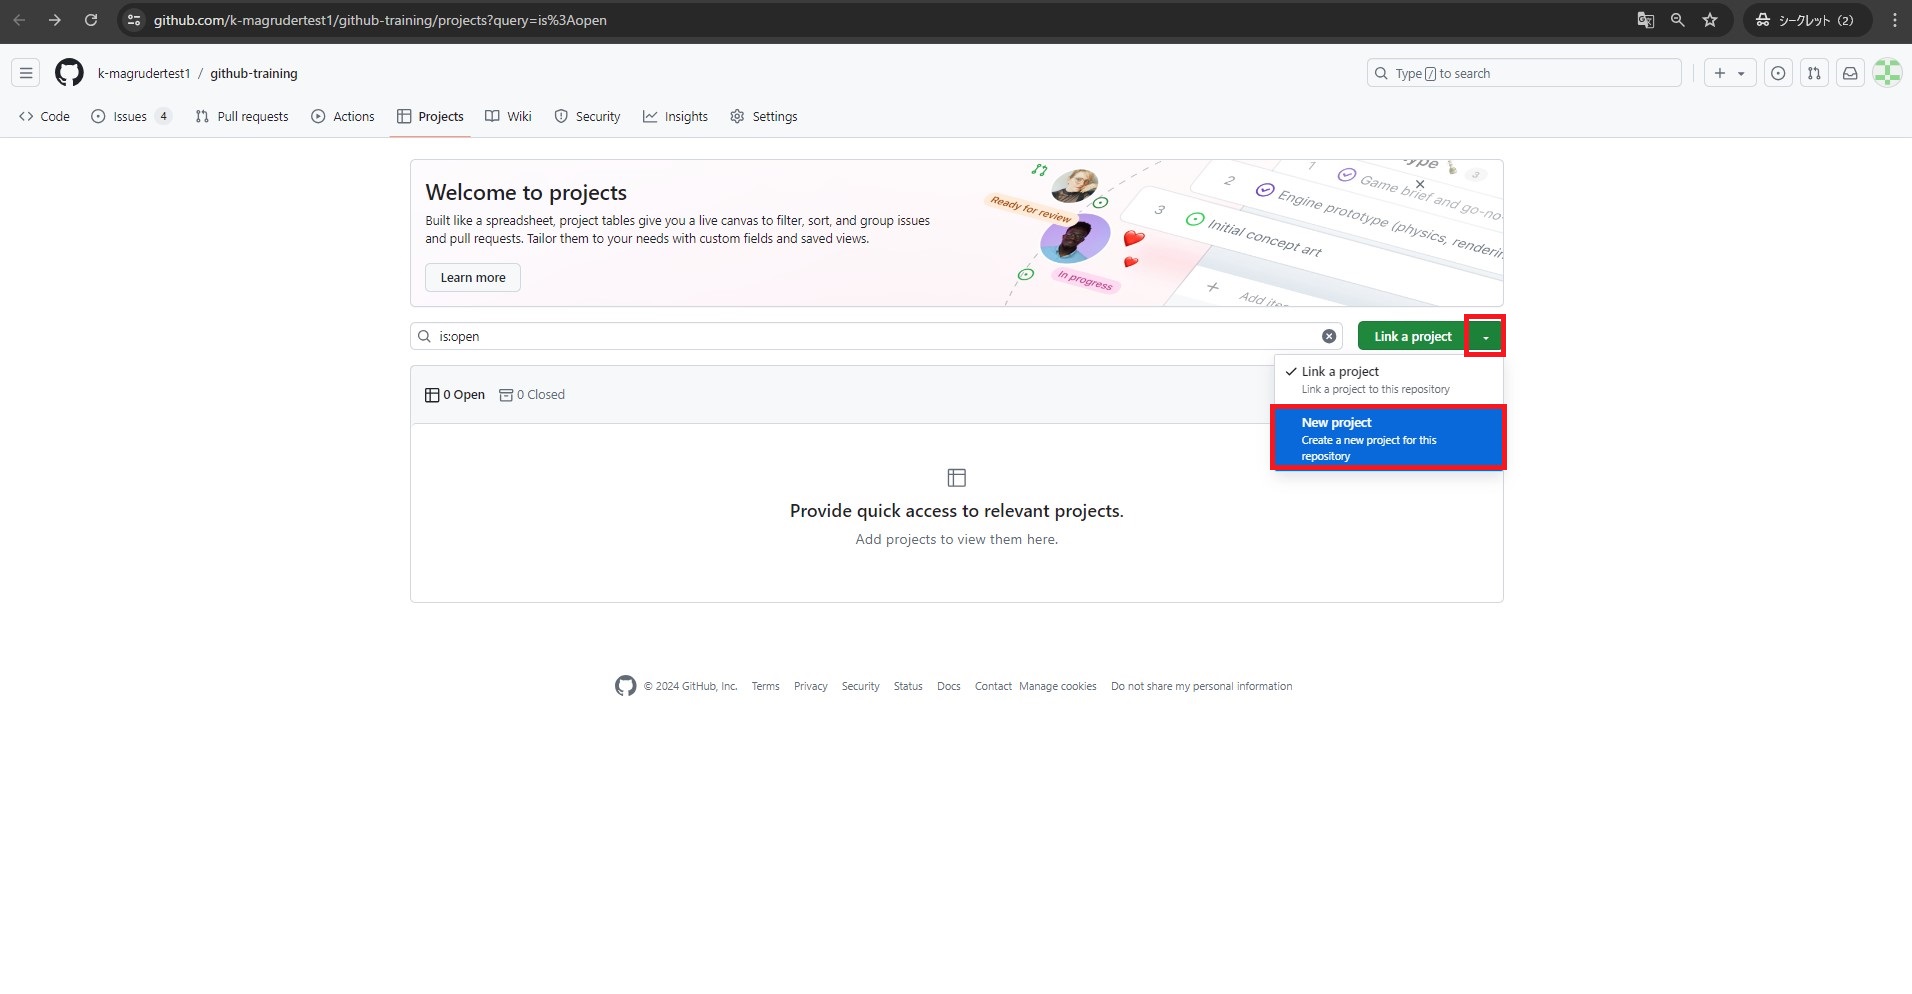 github.com/k-magrudertest1/github-training/projects?query=is%3Aopen
シークレット (2)
k-magrudertest1 / github-training
Type / to search
Code
Issues 4
Pull requests
Actions
Projects
Wiki
Security
Insights
Settings
Welcome to projects
Built like a spreadsheet, project tables give you a live canvas to filter, sort, and group issues
and pull requests. Tailor them to your needs with custom fields and saved views.
Learn more
Ready for review
In progress
1 Game brief and go-no
3
2 Engine prototype (physics, renderin
3 Initial concept art
+ Add ite
is:open
Link a project
Link a project
Link a project to this repository
New project
Create a new project for this
repository
0 Open
0 Closed
Provide quick access to relevant projects.
Add projects to view them here.
© 2024 GitHub, Inc.
Terms
Privacy
Security
Status
Docs
Contact
Manage cookies
Do not share my personal information